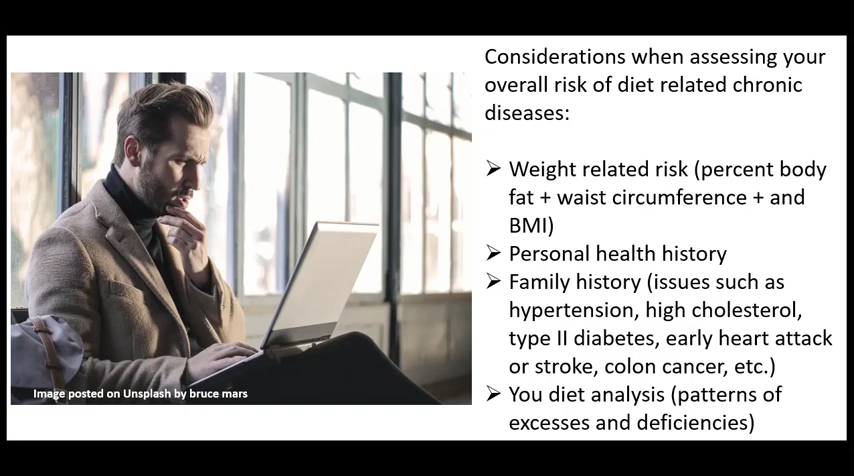 Considerations when assessing your
overall risk of diet related chronic
diseases:
➢ Weight related risk (percent body
fat + waist circumference + and
BMI)
➢ Personal health history
➢ Family history (issues such as
hypertension, high cholesterol,
type II diabetes, early heart attack
or stroke, colon cancer, etc.)
➢ You diet analysis (patterns of
excesses and deficiencies)
Image posted on Unsplash by bruce mars